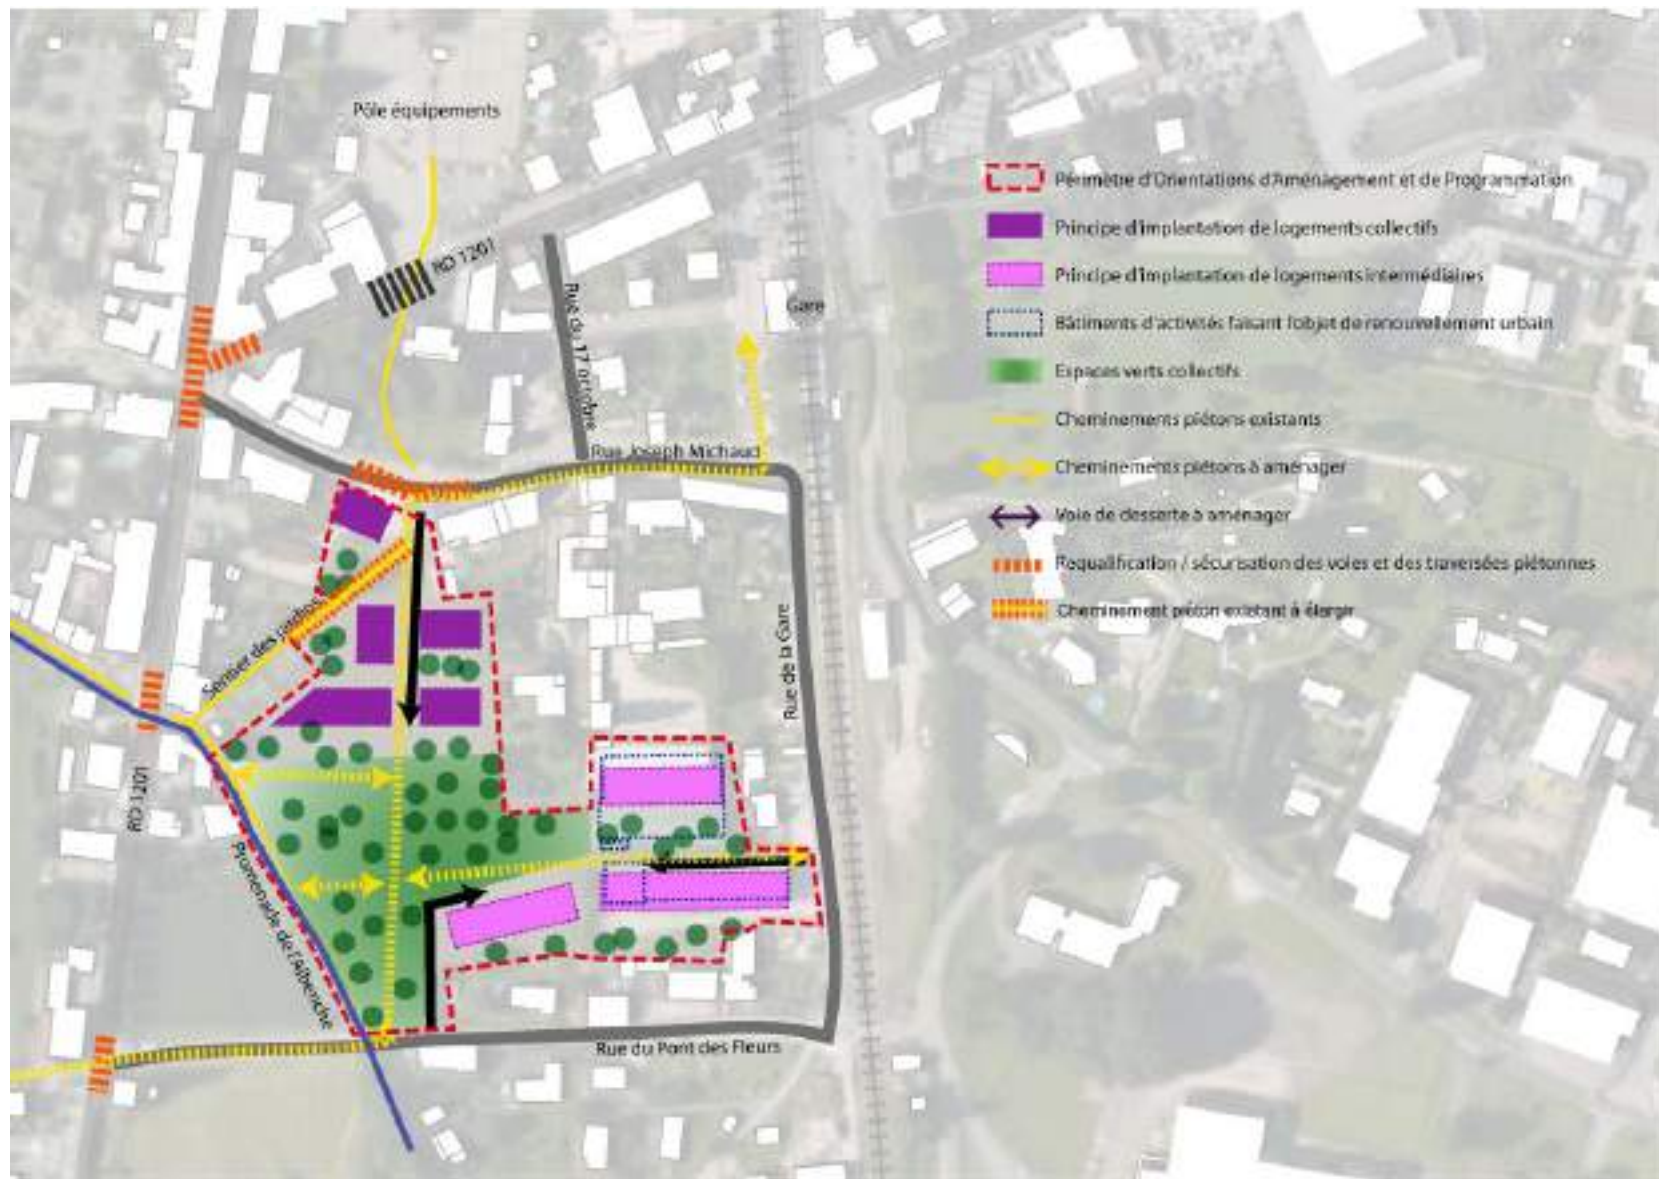 Pôle équipements
RD 1201
Rue du 17 octobre
Gare
Rue Joseph Michaud
Sentier des jardins
Rue de la Gare
RD 1201
Promenade de l'Albenche
Rue du Pont des Fleurs
Périmètre d'Orientations d'Aménagement et de Programmation
Principe d'implantation de logements collectifs
Principe d'implantation de logements intermédiaires
Bâtiments d'activités faisant l'objet de renouvellement urbain
Espaces verts collectifs
Cheminements piétons existants
Cheminements piétons à aménager
Voie de desserte à aménager
Requalification / sécurisation des voies et des traversées piétonnes
Cheminement piéton existant à élargir